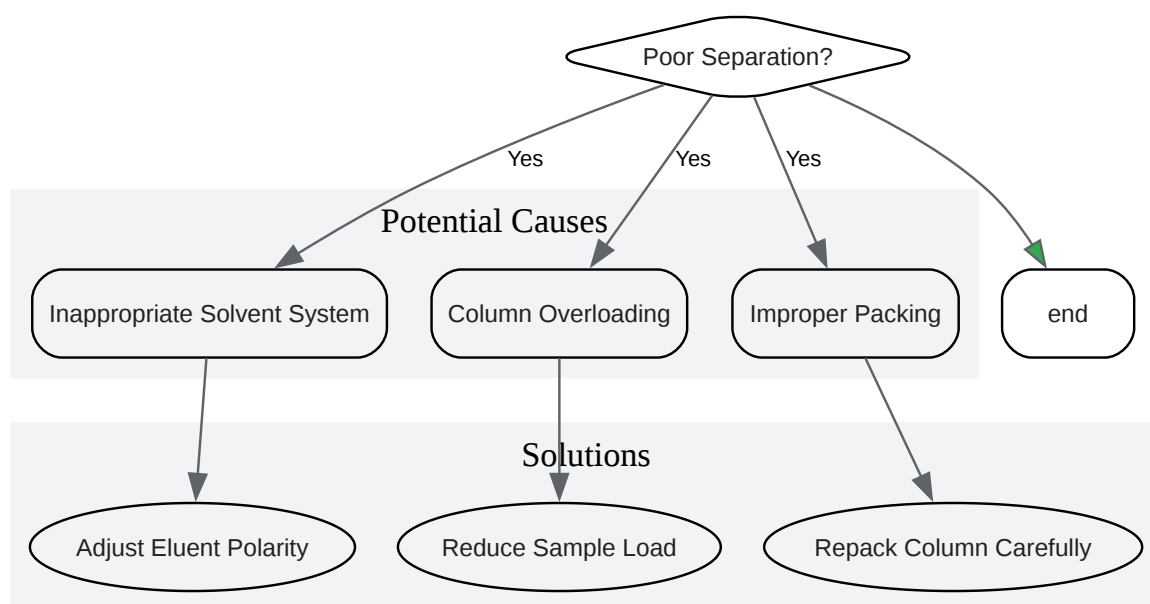 Poor Separation?
Yes
Yes
Yes
Potential Causes
Inappropriate Solvent System
Column Overloading
Improper Packing
end
Solutions
Adjust Eluent Polarity
Reduce Sample Load
Repack Column Carefully